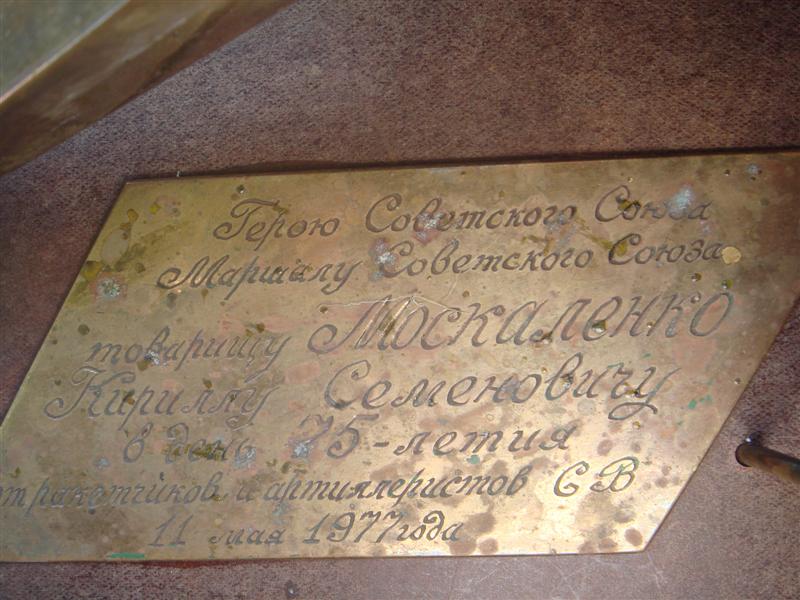 Герою Советского Союза
Маршалу Советского Союза
товарищу Москаленко
Кириллу Семеновичу
в день 75-летия
от ракетчиков и артиллеристов СВ
11 мая 1977 года